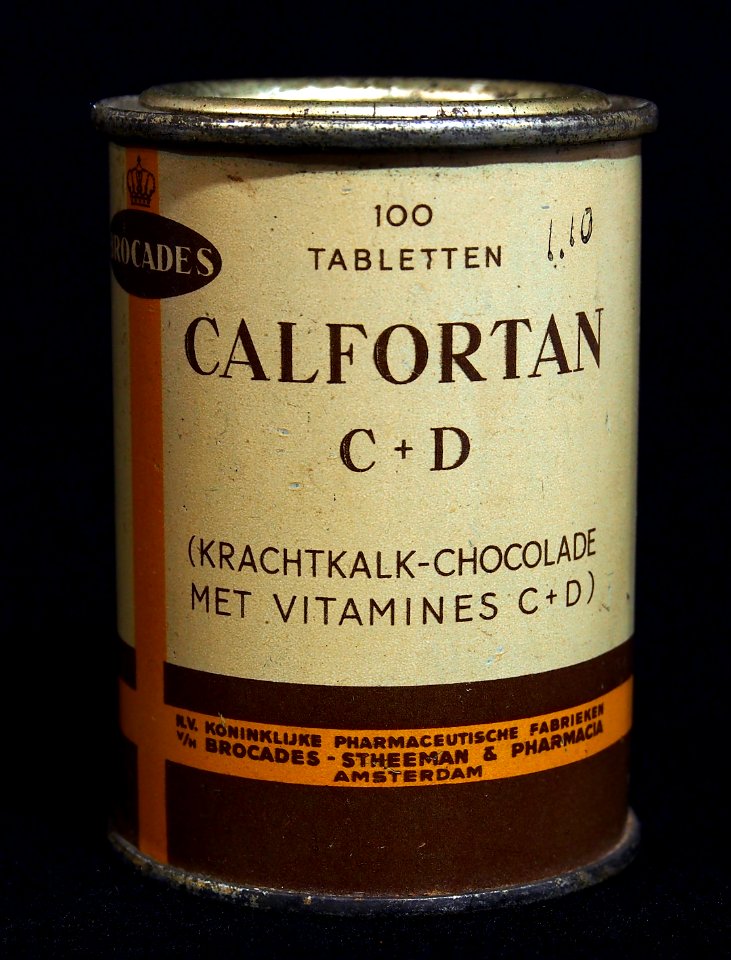 BROCADES
100
TABLETTEN
1.10
CALFORTAN
C + D
(KRACHTKALK-CHOCOLADE
MET VITAMINES C + D)
N.V. KONINKLIJKE PHARMACEUTISCHE FABRIEKEN
V/H BROCADES - STHEEMAN & PHARMACIA
AMSTERDAM